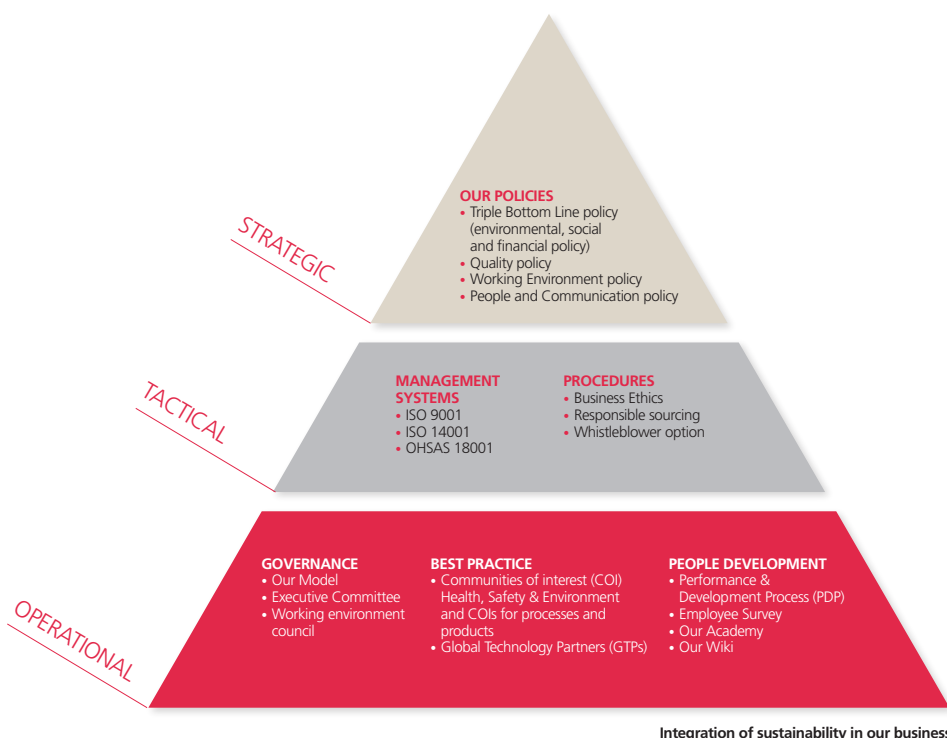 STRATEGIC
OUR POLICIES
• Triple Bottom Line policy
(environmental, social
and financial policy)
• Quality policy
• Working Environment policy
• People and Communication policy
TACTICAL
MANAGEMENT
SYSTEMS
• ISO 9001
• ISO 14001
• OHSAS 18001
PROCEDURES
• Business Ethics
• Responsible sourcing
• Whistleblower option
OPERATIONAL
GOVERNANCE
• Our Model
• Executive Committee
• Working environment
council
BEST PRACTICE
• Communities of interest (COI)
Health, Safety & Environment
and COIs for processes and
products
• Global Technology Partners (GTPs)
PEOPLE DEVELOPMENT
• Performance &
Development Process (PDP)
• Employee Survey
• Our Academy
• Our Wiki
Integration of sustainability in our business